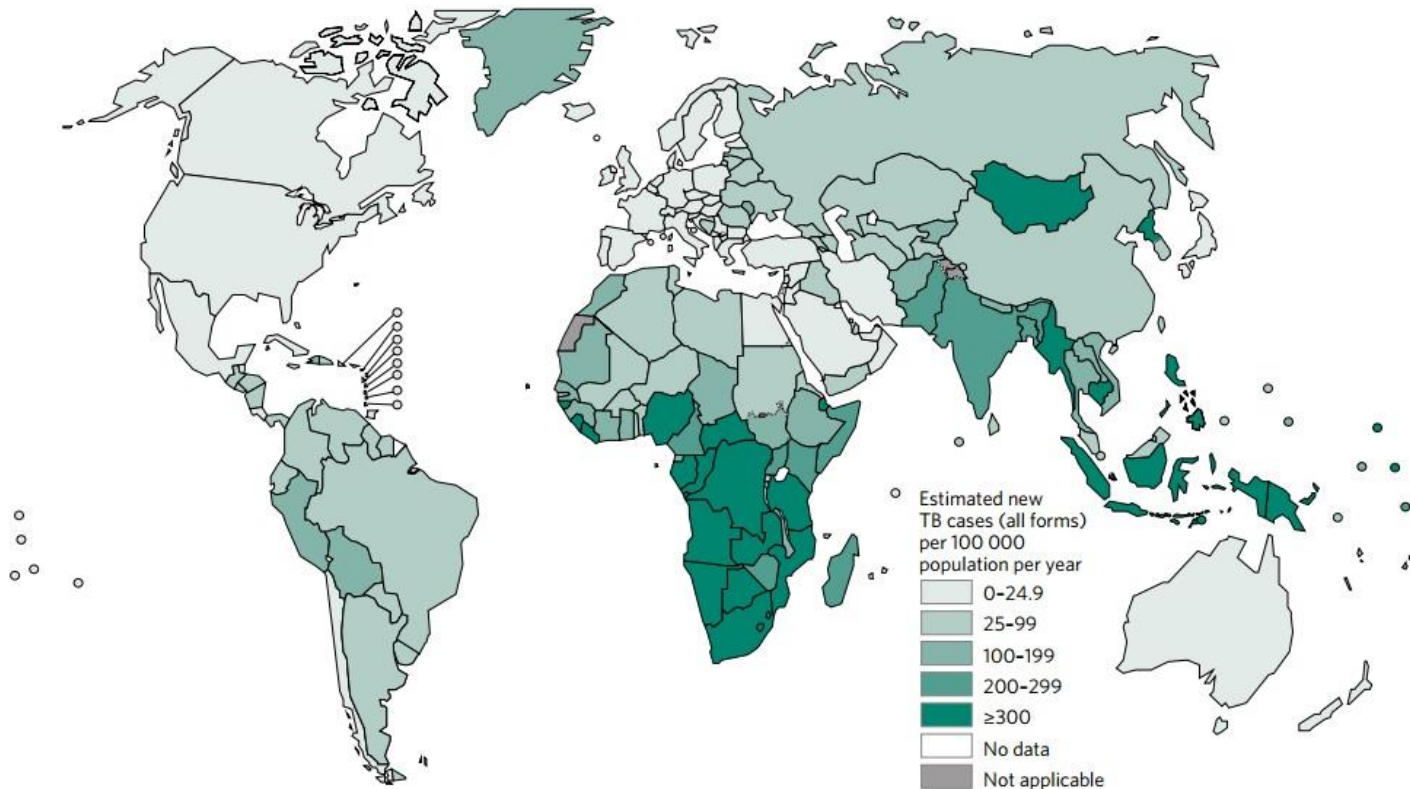 Estimated new
TB cases (all forms)
per 100 000
population per year
0–24.9
25–99
100–199
200–299
≥300
No data
Not applicable